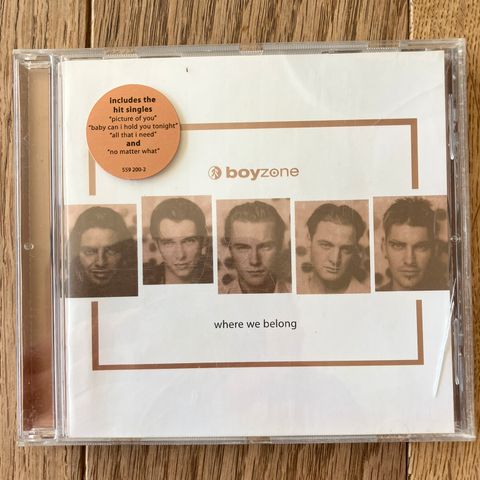 includes the
hit singles
"picture of you"
"baby can i hold you tonight"
"all that i need"
and
"no matter what"
559 200-2
boyzone
where we belong